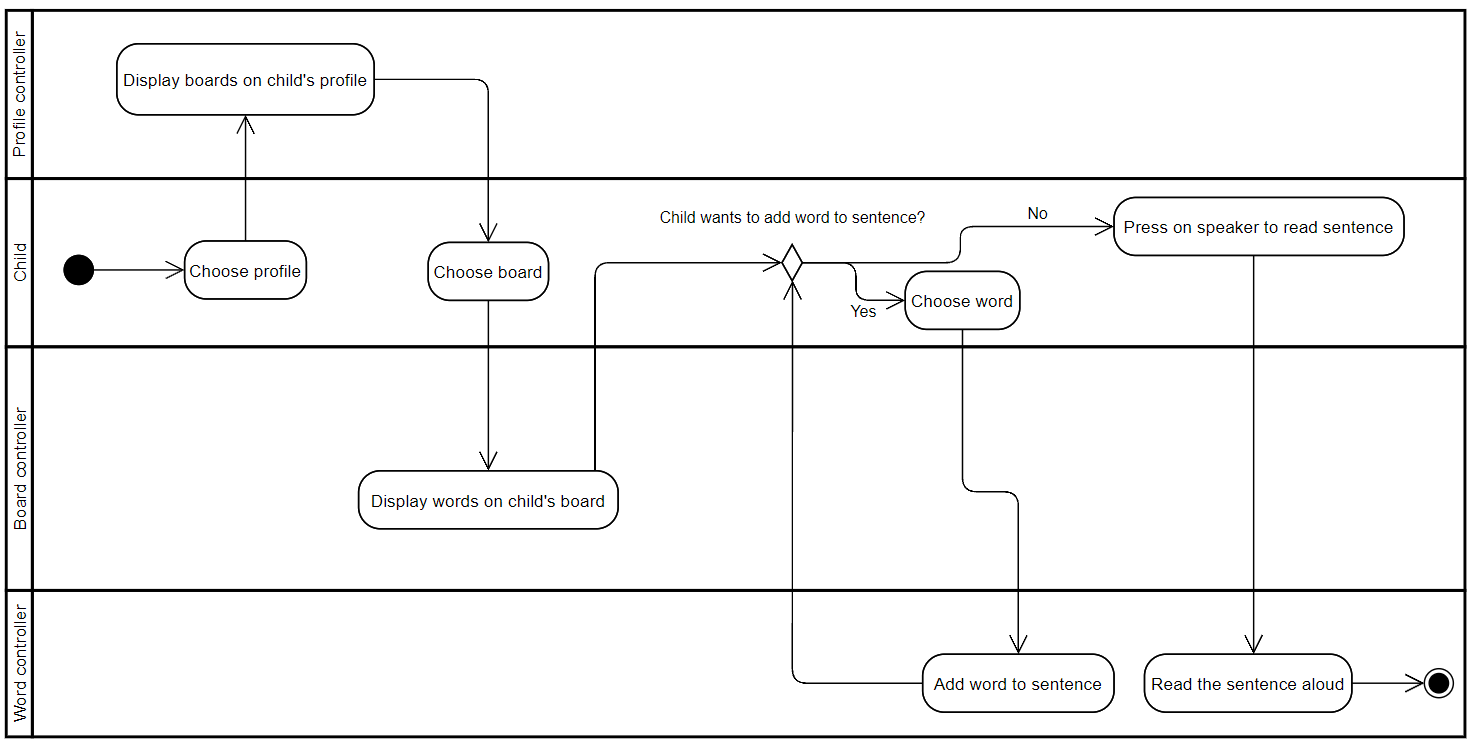 Profile controller
Display boards on child's profile
Child
Choose profile
Choose board
Child wants to add word to sentence?
No
Press on speaker to read sentence
Yes
Choose word
Board controller
Display words on child's board
Word controller
Add word to sentence
Read the sentence aloud